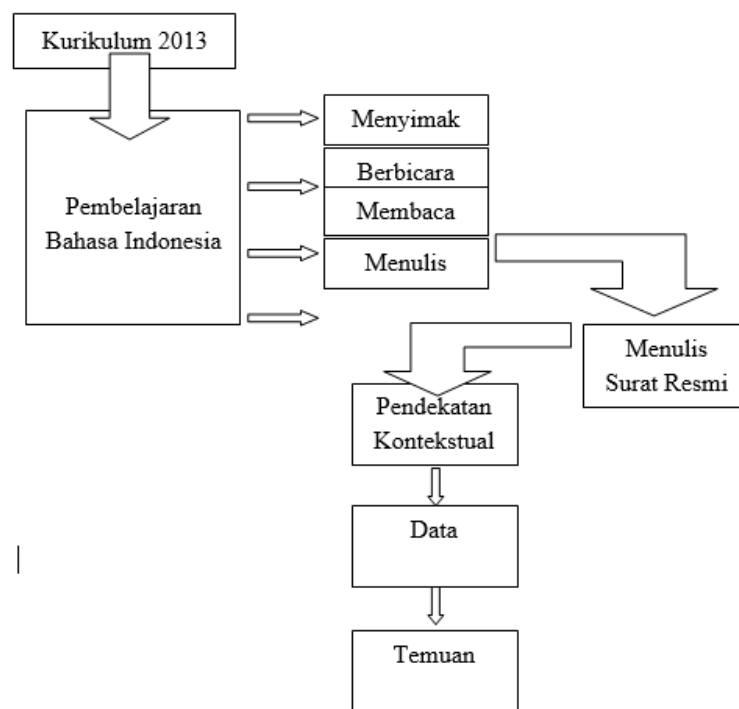 Kurikulum 2013
Pembelajaran
Bahasa Indonesia
Menyimak
Berbicara
Membaca
Menulis
Menulis
Surat Resmi
Pendekatan
Kontekstual
Data
Temuan